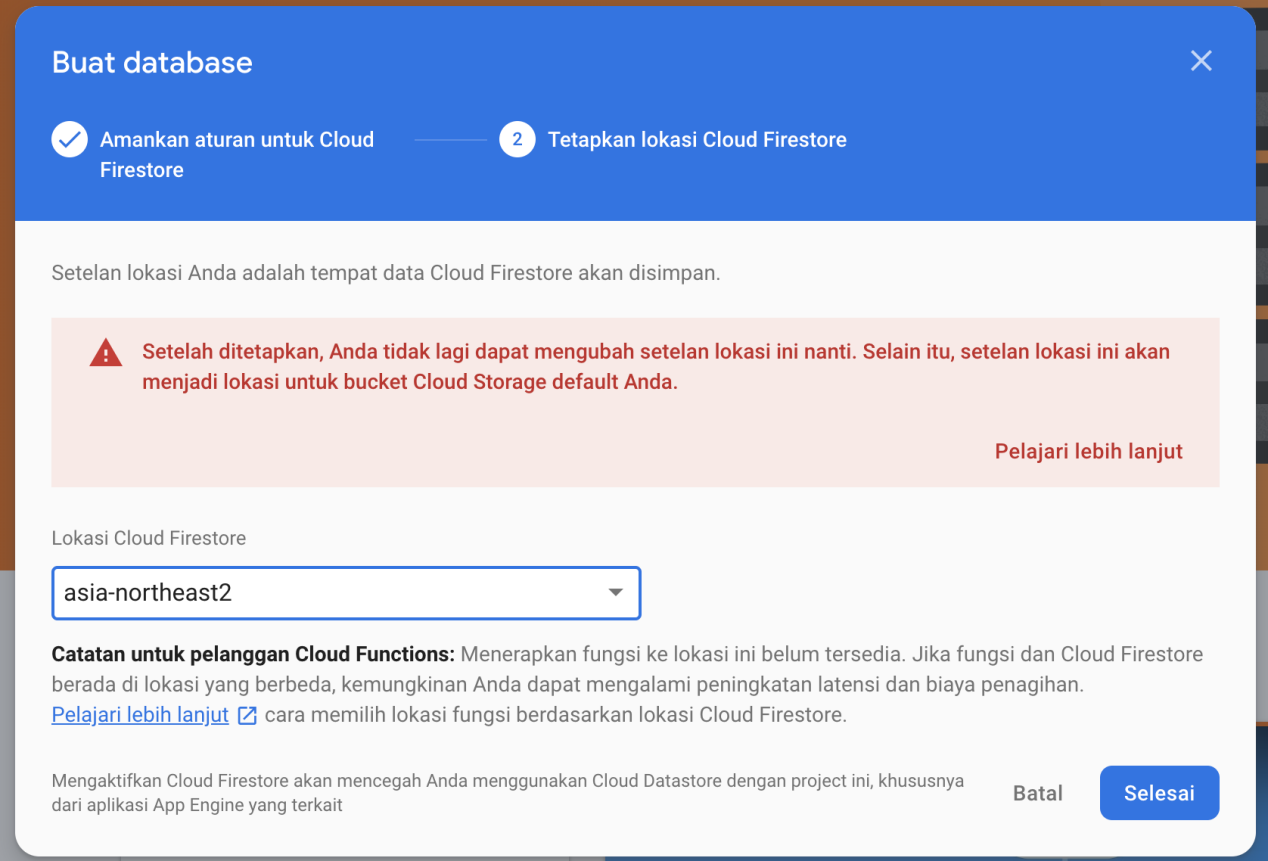 Buat database
Amankan aturan untuk Cloud
Firestore
2
Tetapkan lokasi Cloud Firestore
Setelan lokasi Anda adalah tempat data Cloud Firestore akan disimpan.
Setelah ditetapkan, Anda tidak lagi dapat mengubah setelan lokasi ini nanti. Selain itu, setelan lokasi ini akan
menjadi lokasi untuk bucket Cloud Storage default Anda.
Pelajari lebih lanjut
Lokasi Cloud Firestore
asia-northeast2
Catatan untuk pelanggan Cloud Functions: Menerapkan fungsi ke lokasi ini belum tersedia. Jika fungsi dan Cloud Firestore
berada di lokasi yang berbeda, kemungkinan Anda dapat mengalami peningkatan latensi dan biaya penagihan.
Pelajari lebih lanjut cara memilih lokasi fungsi berdasarkan lokasi Cloud Firestore.
Mengaktifkan Cloud Firestore akan mencegah Anda menggunakan Cloud Datastore dengan project ini, khususnya
dari aplikasi App Engine yang terkait
Batal
Selesai